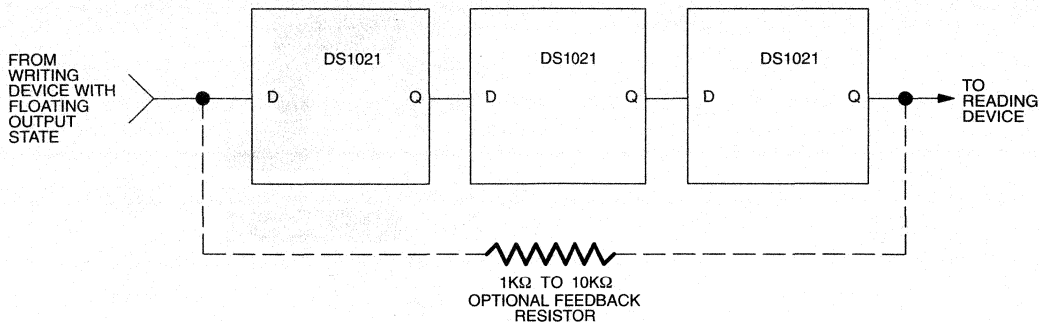 FROM
WRITING
DEVICE WITH
FLOATING
OUTPUT
STATE
DS1021
D
Q
DS1021
D
Q
DS1021
D
Q
TO
READING
DEVICE
1KΩ TO 10KΩ
OPTIONAL FEEDBACK
RESISTOR